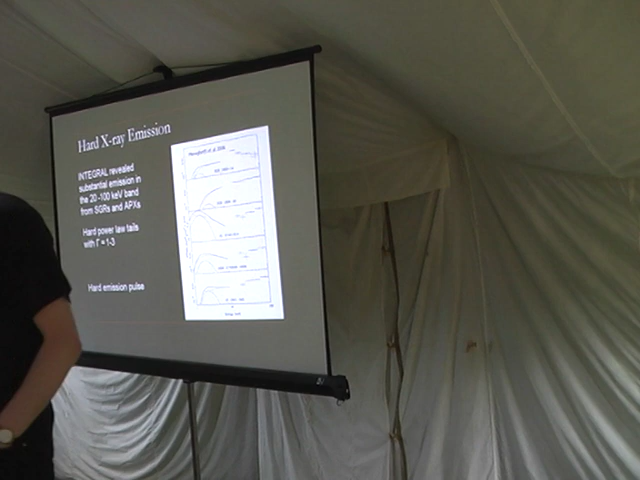 Hard X-ray Emission
INTEGRAL revealed
substantial emission in
the 20 -100 keV band
from SGRs and APXs
Hard power law tails
with Γ ≈ 1-3
Hard emission pulse